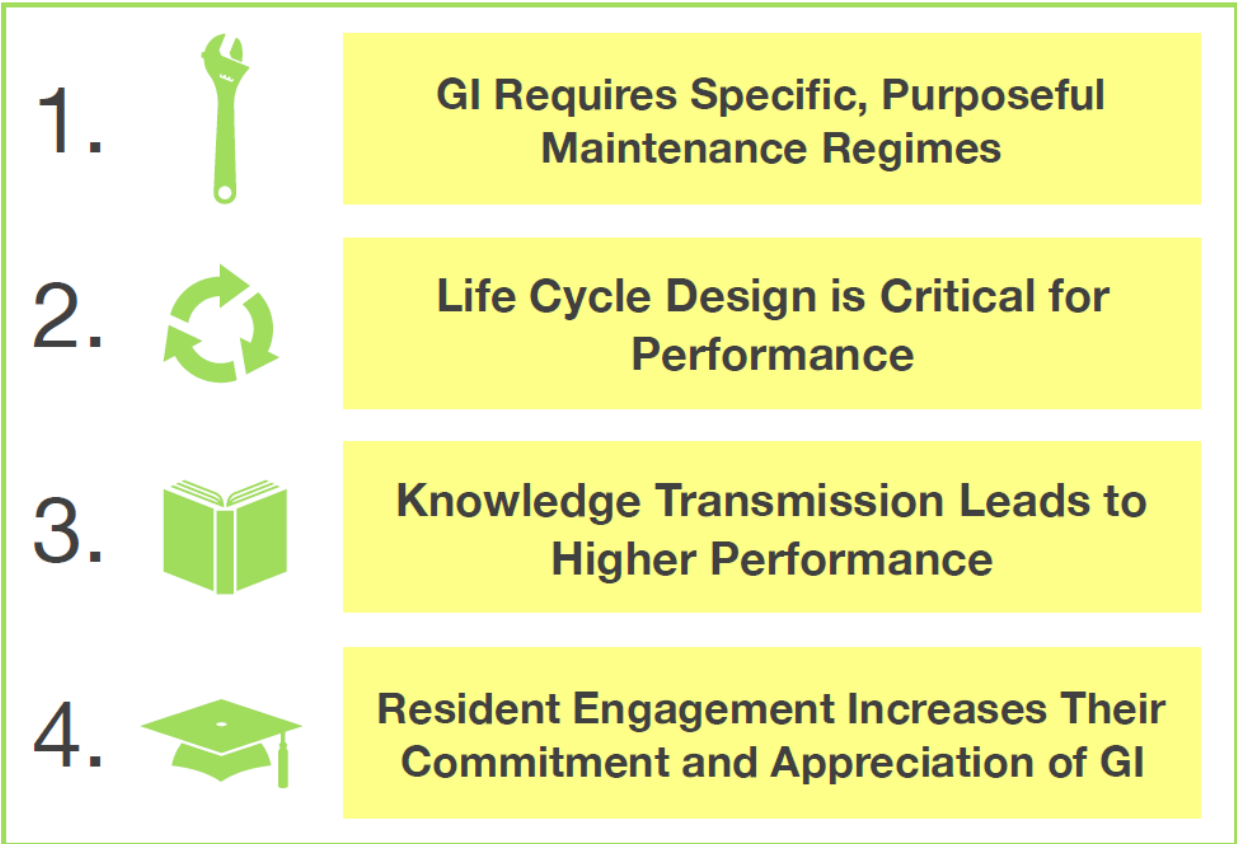 1.
GI Requires Specific, Purposeful
Maintenance Regimes
2.
Life Cycle Design is Critical for
Performance
3.
Knowledge Transmission Leads to
Higher Performance
4.
Resident Engagement Increases Their
Commitment and Appreciation of GI